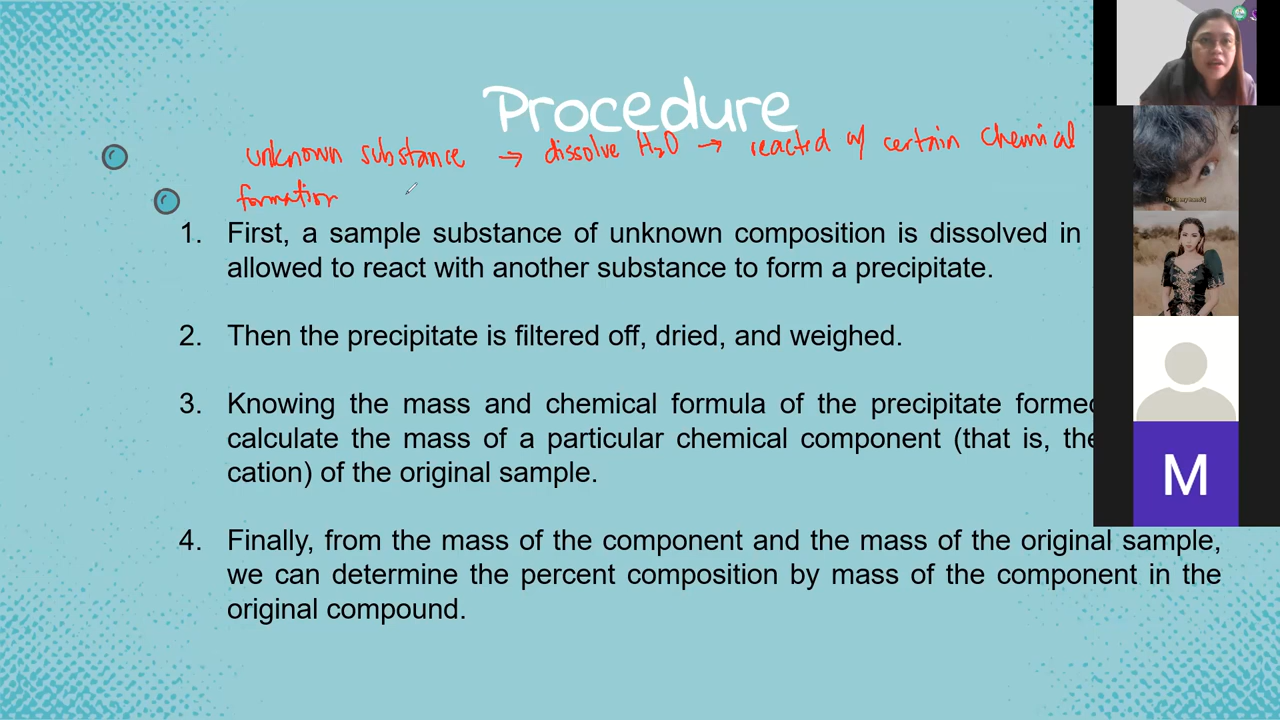 Procedure
unknown substance → dissolve H₂O → reacted w/ certain chemical
formation
1. First, a sample substance of unknown composition is dissolved in
allowed to react with another substance to form a precipitate.
2. Then the precipitate is filtered off, dried, and weighed.
3. Knowing the mass and chemical formula of the precipitate formed
calculate the mass of a particular chemical component (that is, the
cation) of the original sample.
4. Finally, from the mass of the component and the mass of the original sample,
we can determine the percent composition by mass of the component in the
original compound.
M